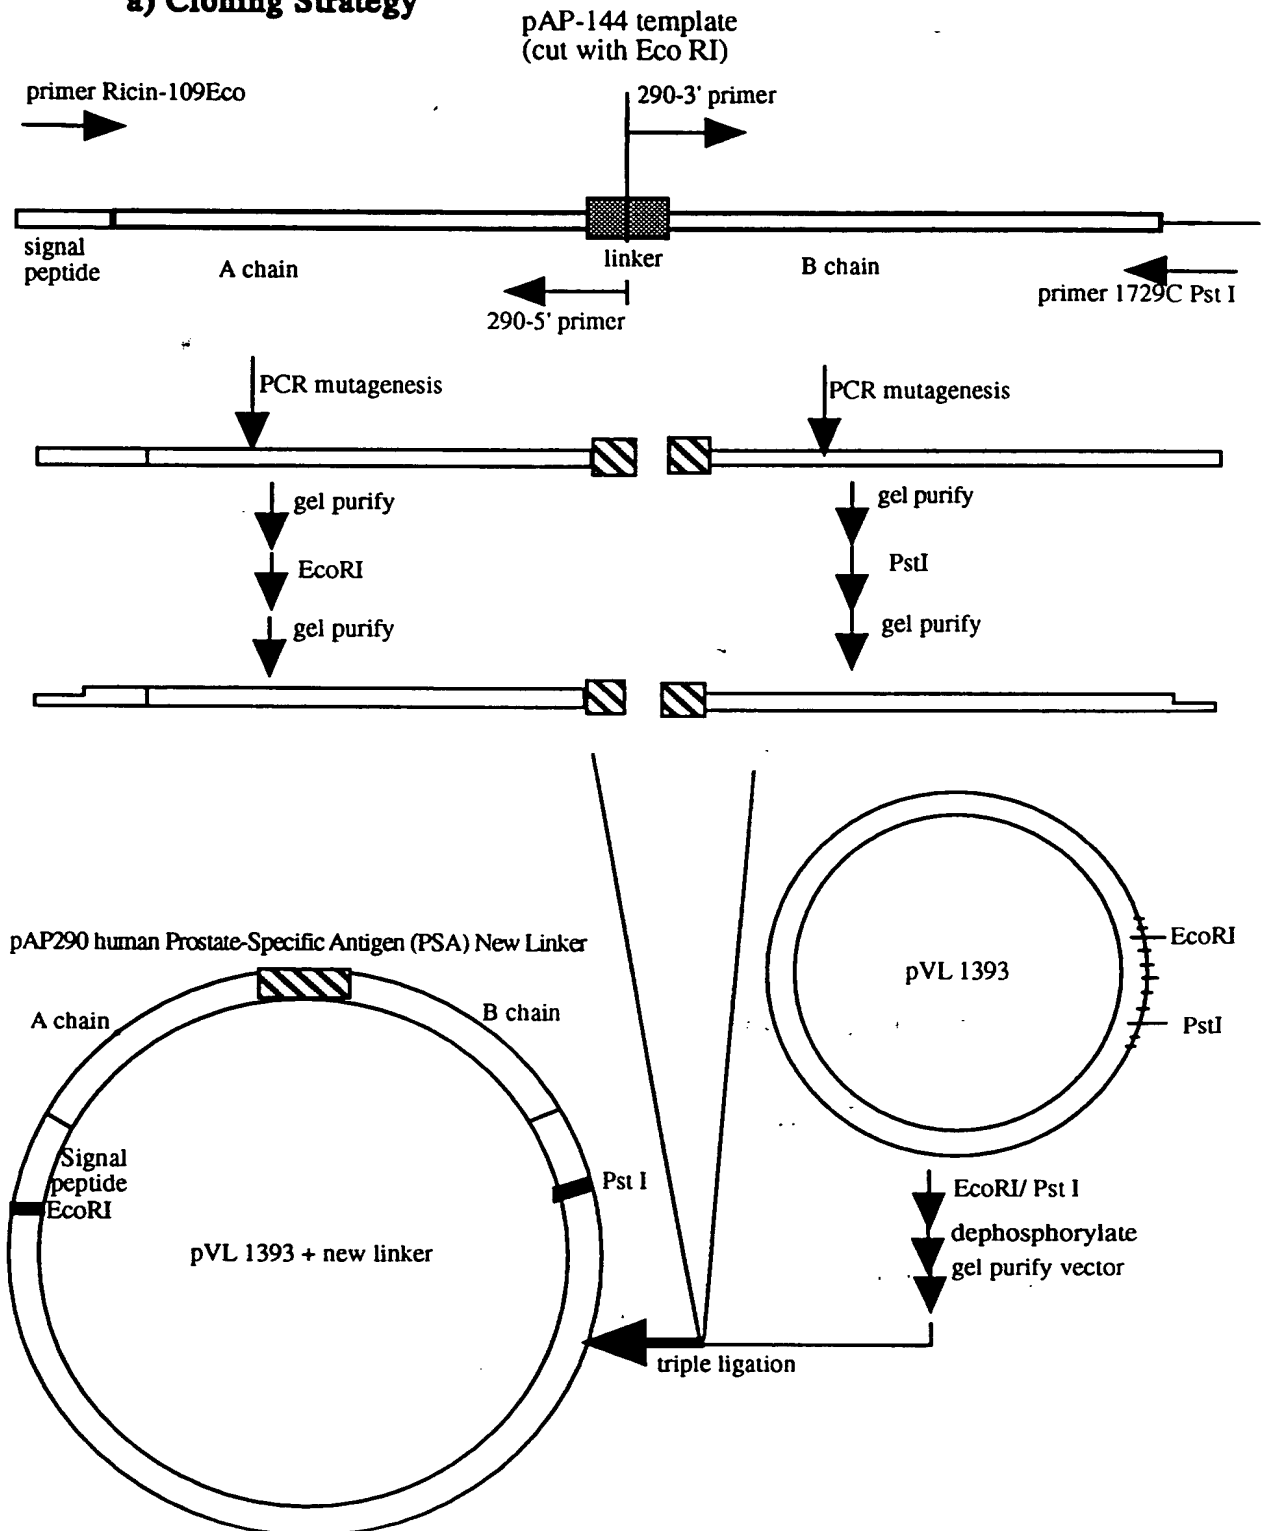 a) Cloning Strategy
pAP-144 template
(cut with Eco RI)
primer Ricin-109Eco
290-3' primer
signal
peptide
A chain
linker
B chain
290-5' primer
primer 1729C Pst I
PCR mutagenesis
PCR mutagenesis
gel purify
gel purify
EcoRI
PstI
gel purify
gel purify
pAP290 human Prostate-Specific Antigen (PSA) New Linker
A chain
B chain
Signal
peptide
EcoRI
Pst I
pVL 1393 + new linker
pVL 1393
EcoRI
PstI
EcoRI/ Pst I
dephosphorylate
gel purify vector
triple ligation